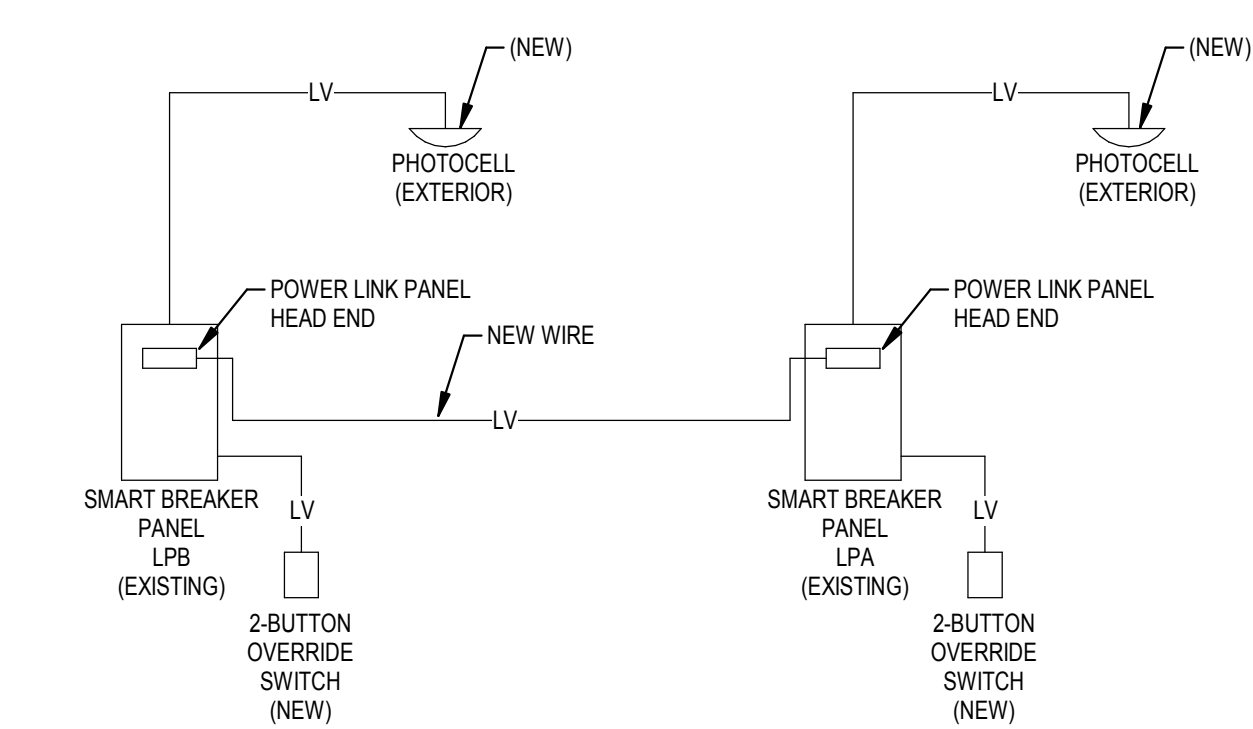 (NEW)
LV
PHOTOCELL
(EXTERIOR)
POWER LINK PANEL
HEAD END
NEW WIRE
LV
SMART BREAKER
PANEL
LPB
(EXISTING)
LV
2-BUTTON
OVERRIDE
SWITCH
(NEW)
(NEW)
LV
PHOTOCELL
(EXTERIOR)
POWER LINK PANEL
HEAD END
SMART BREAKER
PANEL
LPA
(EXISTING)
LV
2-BUTTON
OVERRIDE
SWITCH
(NEW)